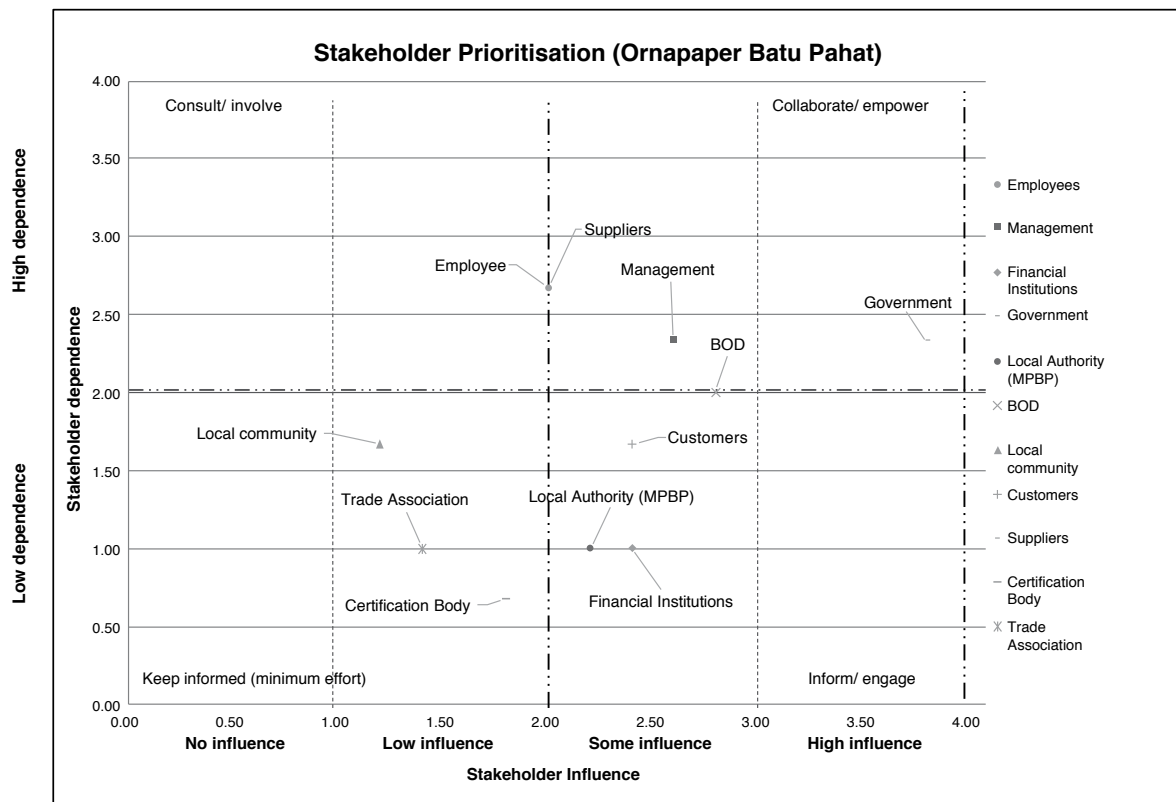 Stakeholder Prioritisation (Ornapaper Batu Pahat)
High dependence
Low dependence
Stakeholder dependence
4.00
3.50
3.00
2.50
2.00
1.50
1.00
0.50
0.00
Consult/ involve
Collaborate/ empower
Suppliers
Employee
Management
Government
BOD
Local community
Customers
Trade Association
Local Authority (MPBP)
Certification Body
Financial Institutions
Keep informed (minimum effort)
Inform/ engage
0.00
0.50
1.00
1.50
2.00
2.50
3.00
3.50
4.00
No influence
Low influence
Some influence
High influence
Stakeholder Influence
Employees
Management
Financial
Institutions
Government
Local Authority
(MPBP)
BOD
Local
community
Customers
Suppliers
Certification
Body
Trade
Association